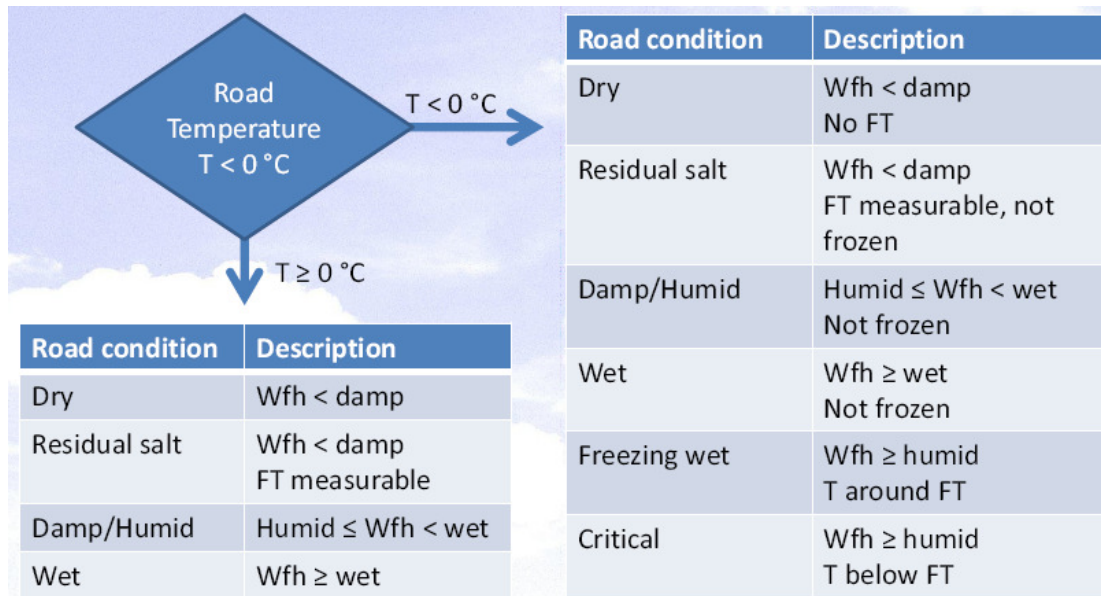 Road
Temperature
T < 0 °C
T < 0 °C
T ≥ 0 °C
Road condition Description
Dry Wfh < damp
Residual salt Wfh < damp
FT measurable
Damp/Humid Humid ≤ Wfh < wet
Wet Wfh ≥ wet
Road condition Description
Dry Wfh < damp
No FT
Residual salt Wfh < damp
FT measurable, not
frozen
Damp/Humid Humid ≤ Wfh < wet
Not frozen
Wet Wfh ≥ wet
Not frozen
Freezing wet Wfh ≥ humid
T around FT
Critical Wfh ≥ humid
T below FT